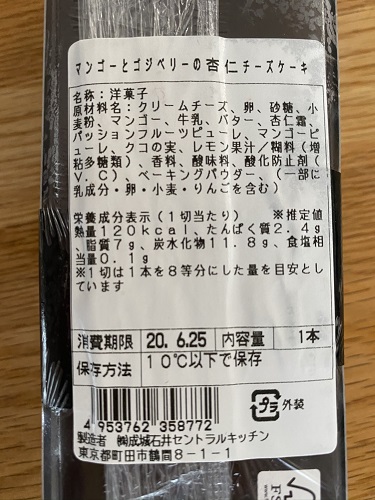 マンゴーとゴジベリーの杏仁チーズケーキ
名称：洋菓子
原材料名：クリームチーズ、卵、砂糖、小
麦粉、マンゴー、牛乳、バター、杏仁霜、
パッションフルーツピューレ、マンゴーピ
ューレ、クコの実、レモン果汁／糊料（増
粘多糖類）、香料、酸味料、酸化防止剤（
V．C）、ベーキングパウダー、（一部に
乳成分・卵・小麦・りんごを含む）
栄養成分表示（1切当たり）　※推定値
熱量120kcal、たんぱく質2.4g
、脂質7g、炭水化物11.8g、食塩相
当量0.1g
※1切は1本を8等分にした量を目安とし
ています
消費期限 20. 6.25 内容量 1本
保存方法 10℃以下で保存
プラ 外装
4 953762 358772
製造者 ㈱成城石井セントラルキッチン
東京都町田市鶴間8－1－1